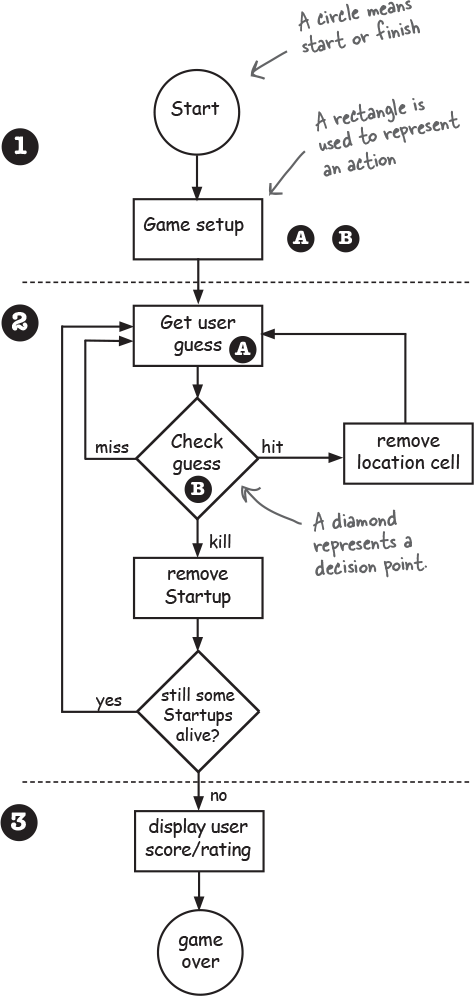 A circle means
start or finish
Start
1
A rectangle is
used to represent
an action
Game setup
A B
2
Get user
guess A
miss
Check
guess
B
hit
remove
location cell
A diamond
represents a
decision point.
kill
remove
Startup
yes
still some
Startups
alive?
no
3
display user
score/rating
game
over